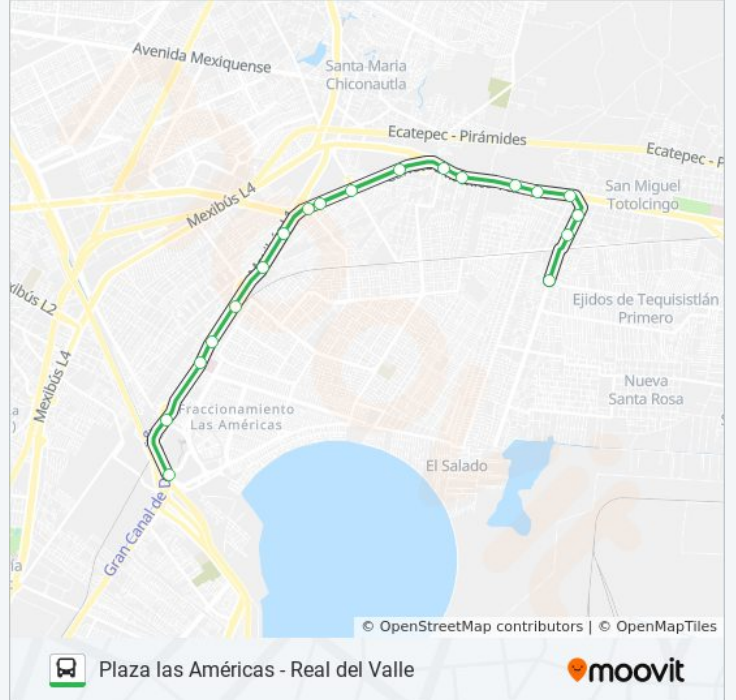 Avenida Mexiquense
Santa Maria
Chiconautla
Ecatepec - Pirámides
Ecatepec - P
San Miguel
Totolcingo
Mexibús L4
L4
xibús L2
Mexibús L4
Ejidos de Tequisistlán
Primero
Nueva
Santa Rosa
Fraccionamiento
Las Américas
El Salado
Gran Canal de D
ía
© OpenStreetMap contributors | © OpenMapTiles
Plaza las Américas - Real del Valle
moovit